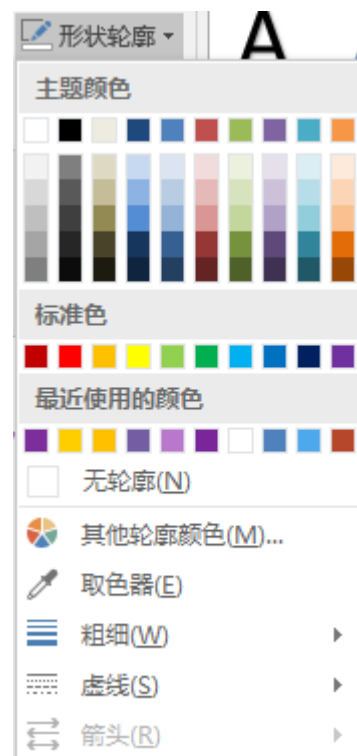 形状轮廓
A
主题颜色
标准色
最近使用的颜色
无轮廓(N)
其他轮廓颜色(M)...
取色器(E)
粗细(W)
虚线(S)
箭头(R)